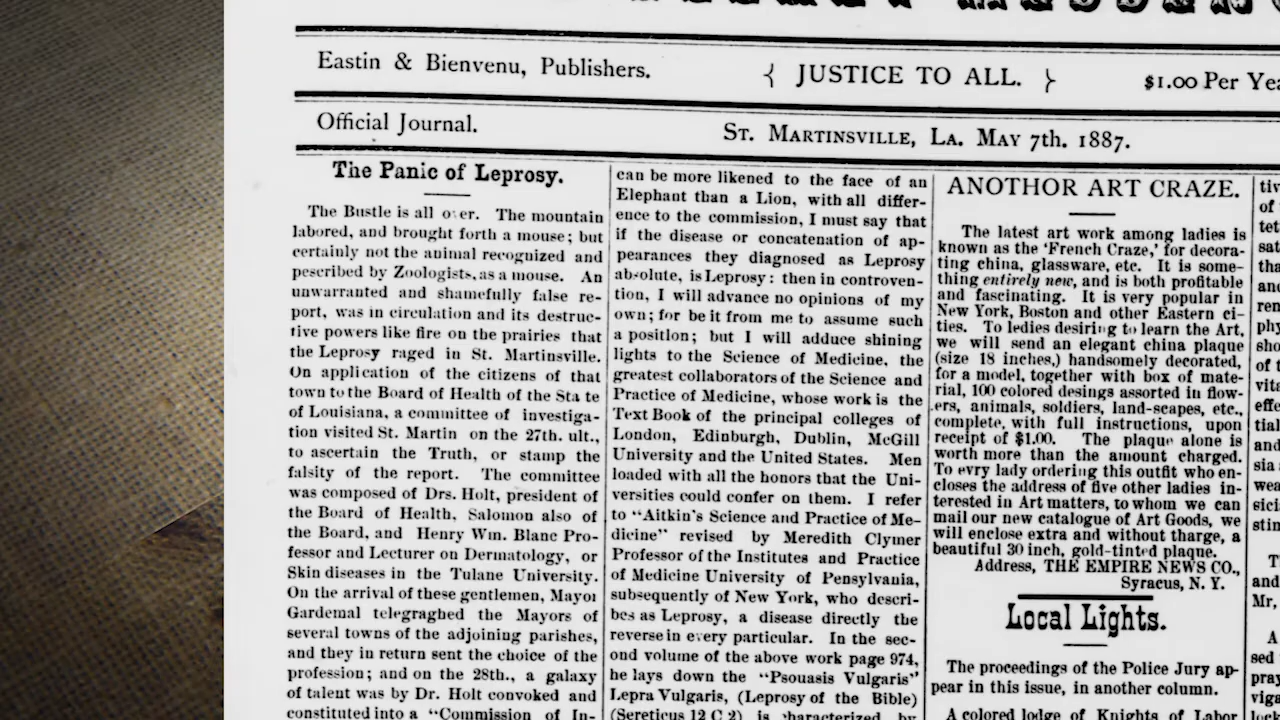 Eastin & Bienvenu, Publishers.
{ JUSTICE TO ALL. }
$1.00 Per Yea
Official Journal.
ST. MARTINSVILLE, LA. MAY 7th. 1887.
The Panic of Leprosy.
The Bustle is all over. The mountain
labored, and brought forth a mouse; but
certainly not the animal recognized and
pescribed by Zoologists, as a mouse. An
unwarranted and shamefully false re-
port, was in circulation and its destruc-
tive powers like fire on the prairies that
the Leprosy raged in St. Martinsville.
On application of the citizens of that
town to the Board of Health of the Sta te
of Louisiana, a committee of investiga-
tion visited St. Martin on the 27th. ult.,
to ascertain the Truth, or stamp the
falsity of the report. The committee
was composed of Drs. Holt, president of
the Board of Health, Salomon also of
the Board, and Henry Wm. Blanc Pro-
fessor and Lecturer on Dermatology, or
Skin diseases in the Tulane University.
On the arrival of these gentlemen, Mayor
Gardemal telegraghed the Mayors of
several towns of the adjoining parishes,
and they in return sent the choice of the
profession; and on the 28th., a galaxy
of talent was by Dr. Holt convoked and
constituted into a "Commission of In-
can be more likened to the face of an
Elephant than a Lion, with all differ-
ence to the commission, I must say that
if the disease or concatenation of ap-
pearances they diagnosed as Leprosy
absolute, is Leprosy: then in controven-
tion, I will advance no opinions of my
own; for be it from me to assume such
a position; but I will adduce shining
lights to the Science of Medicine, the
greatest collaborators of the Science and
Practice of Medicine, whose work is the
Text Book of the principal colleges of
London, Edinburgh, Dublin, McGill
University and the United States. Men
loaded with all the honors that the Uni-
versities could confer on them. I refer
to "Aitkin's Science and Practice of Me-
dicine" revised by Meredith Clymer
Professor of the Institutes and Practice
of Medicine University of Pensylvania,
subsequently of New York, who descri-
bes as Leprosy, a disease directly the
reverse in every particular. In the sec-
ond volume of the above work page 974,
he lays down the "Psouasis Vulgaris"
Lepra Vulgaris, (Leprosy of the Bible)
(Sereticus 12 C 2) is characterized by
ANOTHOR ART CRAZE.
The latest art work among ladies is
known as the 'French Craze,' for decora-
ting china, glassware, etc. It is some-
thing entirely new, and is both profitable
and fascinating. It is very popular in
New York, Boston and other Eastern ci-
ties. To ledies desiring to learn the Art,
we will send an elegant china plaque
(size 18 inches,) handsomely decorated,
for a model, together with box of mate-
rial, 100 colored desings assorted in flow-
ers, animals, soldiers, land-scapes, etc.,
complete, with full instructions, upon
receipt of $1.00. The plaque alone is
worth more than the amount charged.
To evry lady ordering this outfit who en-
closes the address of five other ladies in-
terested in Art matters, to whom we can
mail our new catalogue of Art Goods, we
will enclose extra and without charge, a
beautiful 30 inch, gold-tinted plaque.
Address, THE EMPIRE NEWS CO.,
Syracus, N. Y.
Local Lights.
The proceedings of the Police Jury ap-
pear in this issue, in another column.
A colored lodge of Knights of Labor